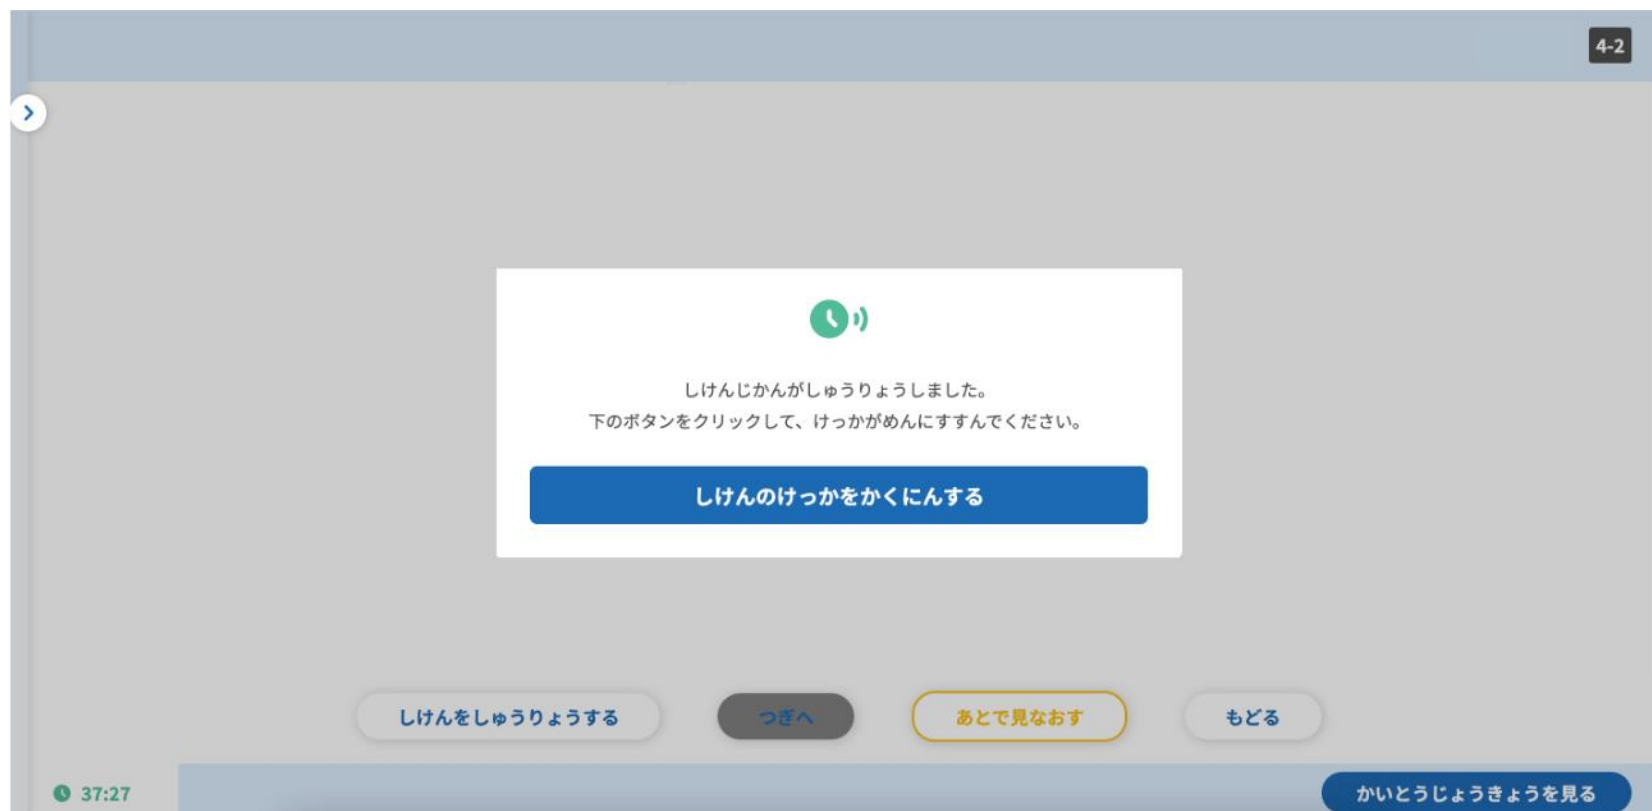 4-2
しけんじかんがしゅうりょうしました。
下のボタンをクリックして、けっかがめんにすすんでください。
しけんのけっかをかくにんする
しけんをしゅうりょうする
つぎへ
あとで見なおす
もどる
37:27
かいとうじょうきょうを見る